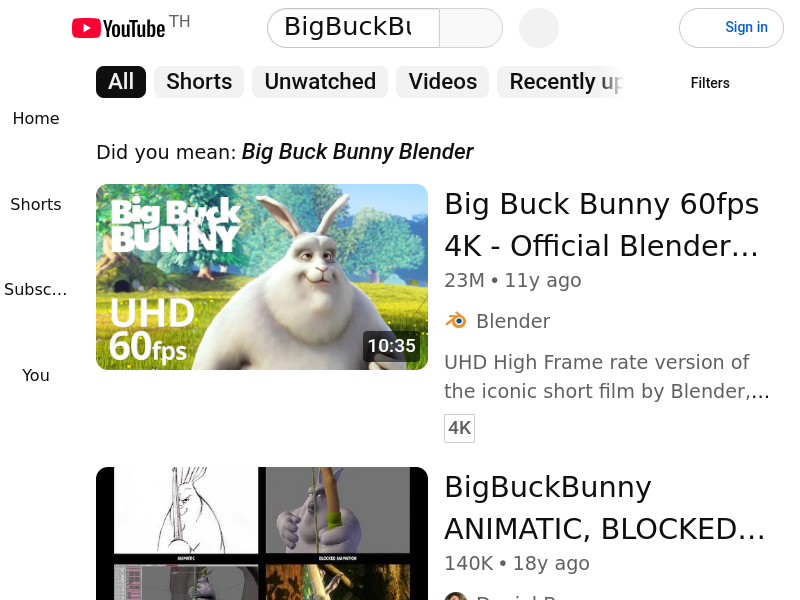 YouTube TH
BigBuckBu
Sign in
All
Shorts
Unwatched
Videos
Recently up
Filters
Home
Shorts
Subsc...
You
Did you mean: Big Buck Bunny Blender
Big Buck
BUNNY
UHD
60fps
10:35
Big Buck Bunny 60fps
4K - Official Blender...
23M • 11y ago
Blender
UHD High Frame rate version of
the iconic short film by Blender,...
4K
ANIMATIC
BLOCKED ANIMATION
BigBuckBunny
ANIMATIC, BLOCKED...
140K • 18y ago